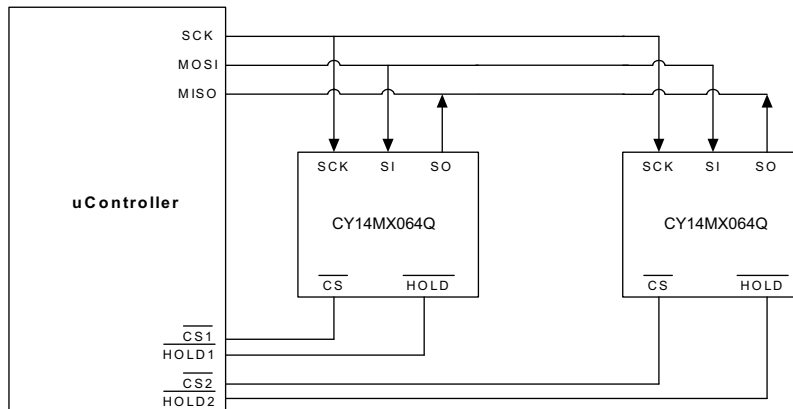 SCK
MOSI
MISO
SCK SI SO
SCK SI SO
uController
CY14MX064Q
CY14MX064Q
CS HOLD
CS HOLD
CS1
HOLD1
CS2
HOLD2